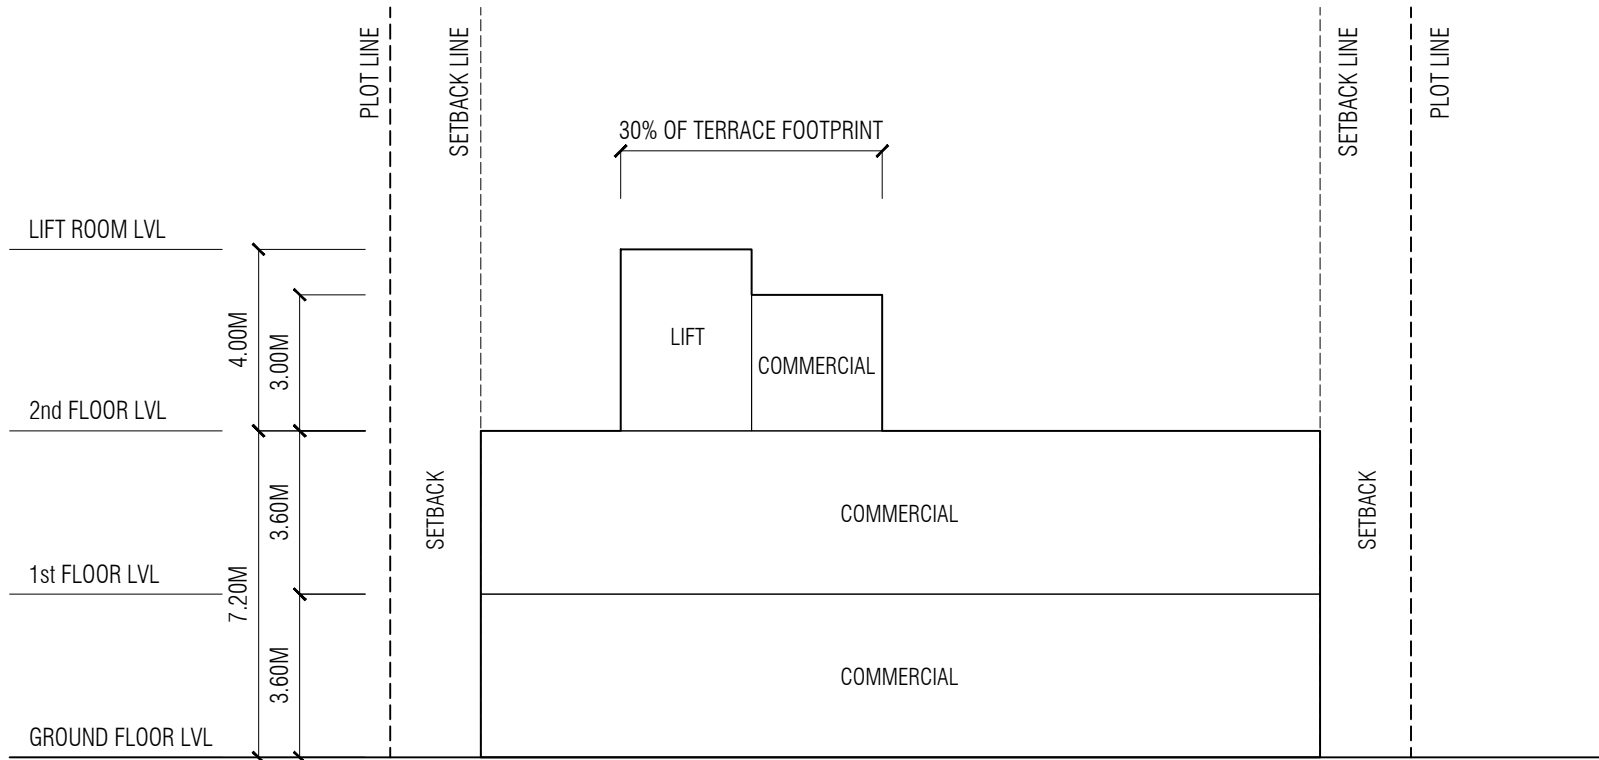 PLOT LINE
SETBACK LINE
SETBACK LINE
PLOT LINE
30% OF TERRACE FOOTPRINT
LIFT ROOM LVL
4.00M
3.00M
LIFT
COMMERCIAL
2nd FLOOR LVL
3.60M
SETBACK
COMMERCIAL
SETBACK
1st FLOOR LVL
7.20M
3.60M
COMMERCIAL
GROUND FLOOR LVL